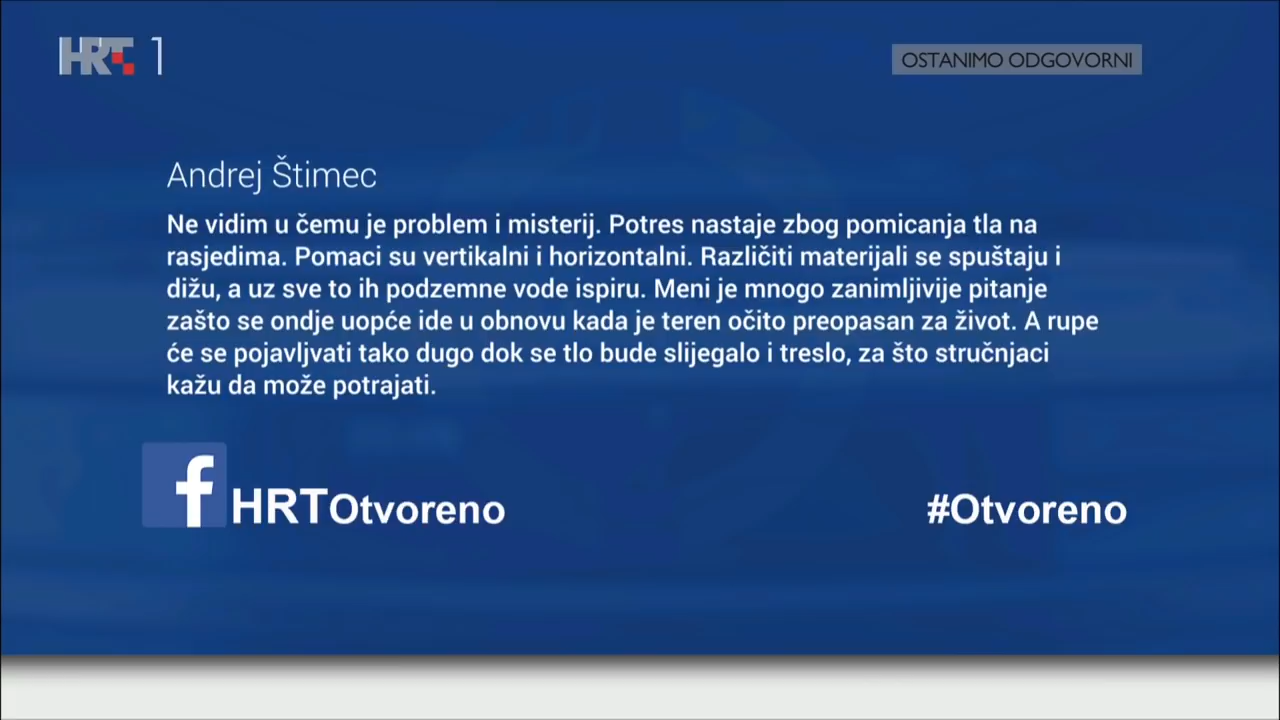 HRT 1
OSTANIMO ODGOVORNI
Andrej Štimec
Ne vidim u čemu je problem i misterij. Potres nastaje zbog pomicanja tla na
rasjedima. Pomaci su vertikalni i horizontalni. Različiti materijali se spuštaju i
dižu, a uz sve to ih podzemne vode ispiru. Meni je mnogo zanimljivije pitanje
zašto se ondje uopće ide u obnovu kada je teren očito preopasan za život. A rupe
će se pojavljvati tako dugo dok se tlo bude slijegalo i treslo, za što stručnjaci
kažu da može potrajati.
f HRTOtvoreno
#Otvoreno